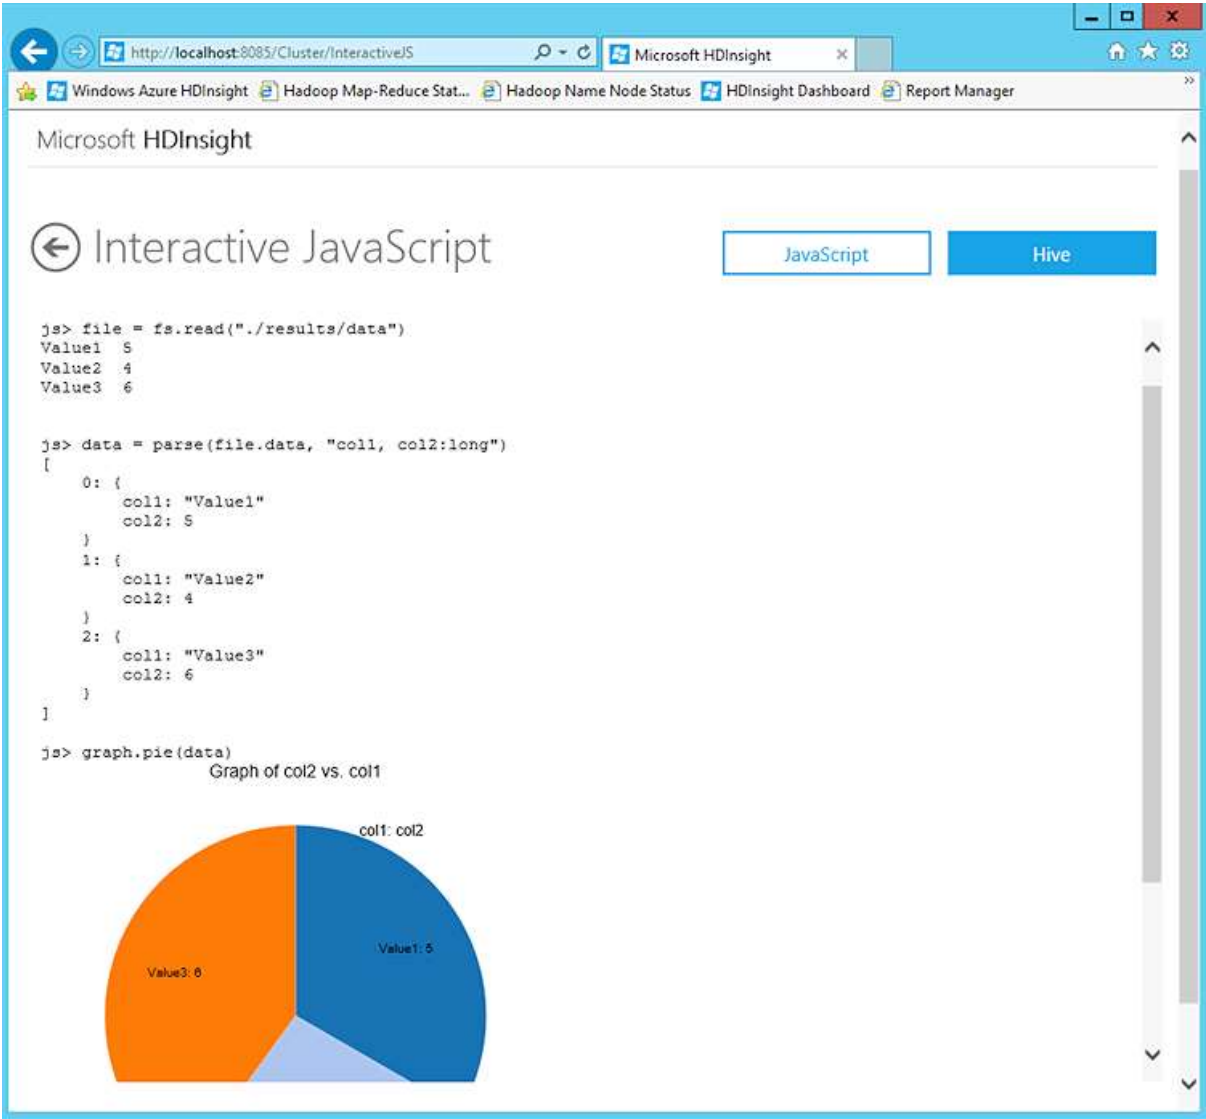 http://localhost:8085/Cluster/InteractiveJS
Microsoft HDInsight
Windows Azure HDInsight
Hadoop Map-Reduce Stat...
Hadoop Name Node Status
HDInsight Dashboard
Report Manager
Microsoft HDInsight
Interactive JavaScript
JavaScript
Hive
js> file = fs.read("./results/data")
Value1  5
Value2  4
Value3  6
js> data = parse(file.data, "col1, col2:long")
[
    0: {
        col1: "Value1"
        col2: 5
    }
    1: {
        col1: "Value2"
        col2: 4
    }
    2: {
        col1: "Value3"
        col2: 6
    }
]
js> graph.pie(data)
Graph of col2 vs. col1
col1: col2
Value1: 5
Value3: 6